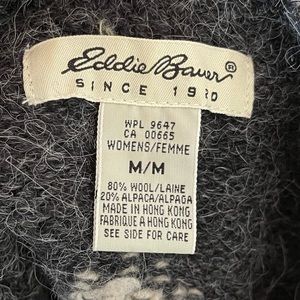 Eddie Bauer®
SINCE 1920
WPL 9647
CA 00665
WOMENS/FEMME
M/M
80% WOOL/LAINE
20% ALPACA/ALPAGA
MADE IN HONG KONG
FABRIQUE A HONG KONG
SEE SIDE FOR CARE